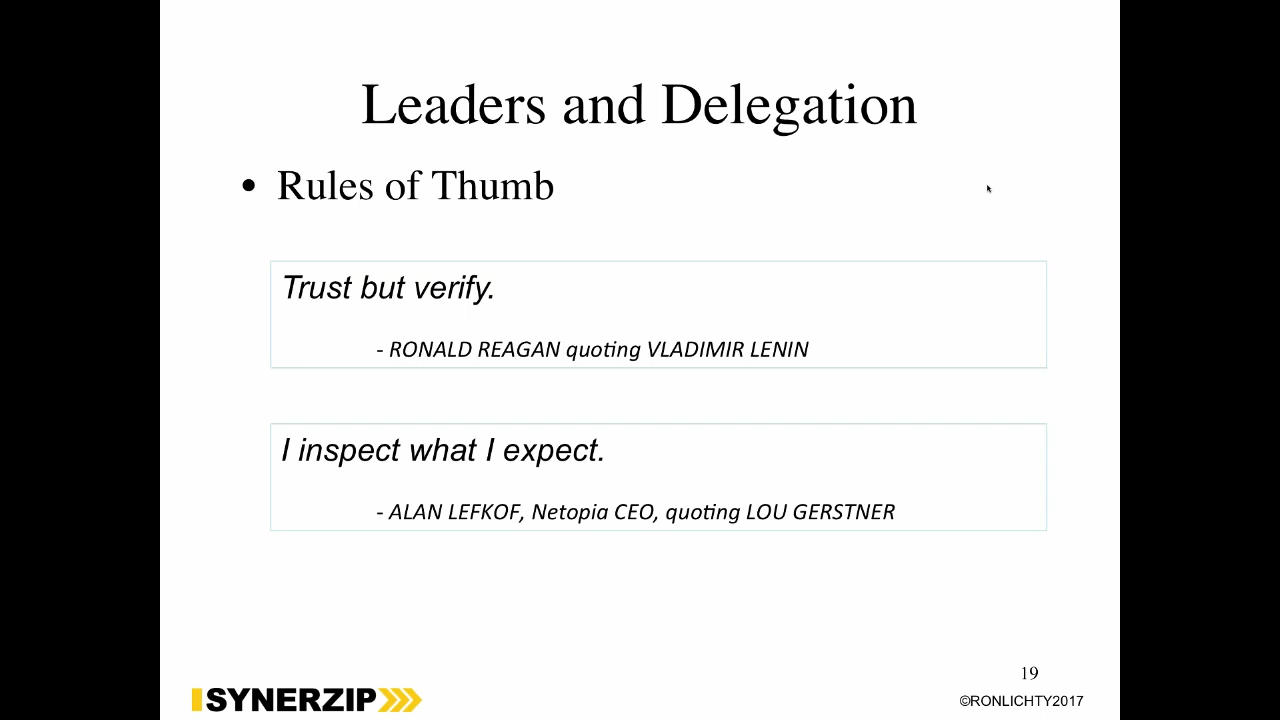 Leaders and Delegation
• Rules of Thumb
Trust but verify.
- RONALD REAGAN quoting VLADIMIR LENIN
I inspect what I expect.
- ALAN LEFKOF, Netopia CEO, quoting LOU GERSTNER
19
SYNERZIP
©RONLICHTY2017